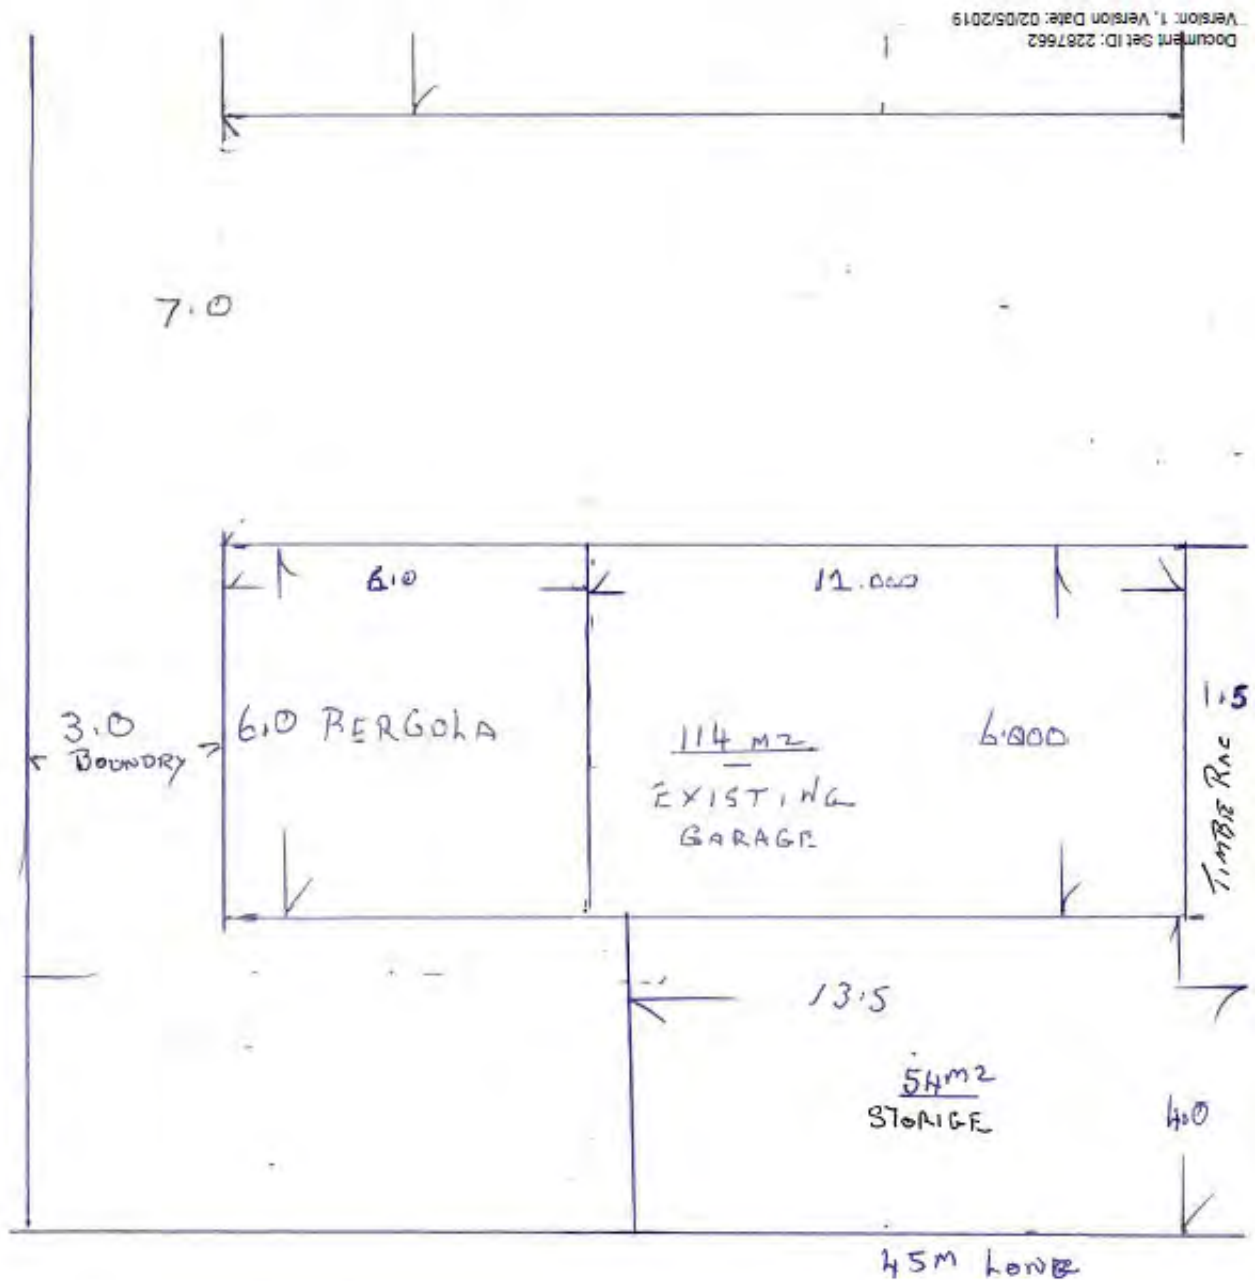 Document Set ID: 2287662
Version: 1, Version Date: 02/05/2019
7.0
6.0
11.000
3.0
BOUNDRY
6.0 PERGOLA
114 M2
EXISTING
GARAGE
6.000
1.5
TIMBER RAC
13.5
54M2
STORIGE
4.0
45M LONG